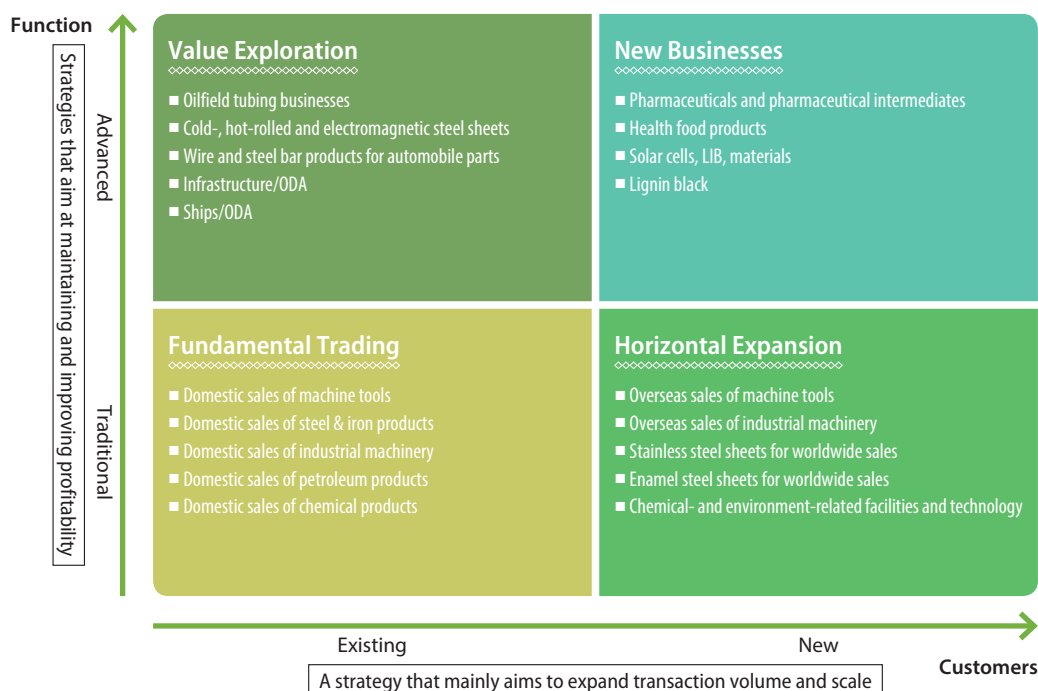 Function
Strategies that aim at maintaining and improving profitability
Advanced
Traditional
Value Exploration
■ Oilfield tubing businesses
■ Cold-, hot-rolled and electromagnetic steel sheets
■ Wire and steel bar products for automobile parts
■ Infrastructure/ODA
■ Ships/ODA
New Businesses
■ Pharmaceuticals and pharmaceutical intermediates
■ Health food products
■ Solar cells, LIB, materials
■ Lignin black
Fundamental Trading
■ Domestic sales of machine tools
■ Domestic sales of steel & iron products
■ Domestic sales of industrial machinery
■ Domestic sales of petroleum products
■ Domestic sales of chemical products
Horizontal Expansion
■ Overseas sales of machine tools
■ Overseas sales of industrial machinery
■ Stainless steel sheets for worldwide sales
■ Enamel steel sheets for worldwide sales
■ Chemical- and environment-related facilities and technology
Existing
New
Customers
A strategy that mainly aims to expand transaction volume and scale